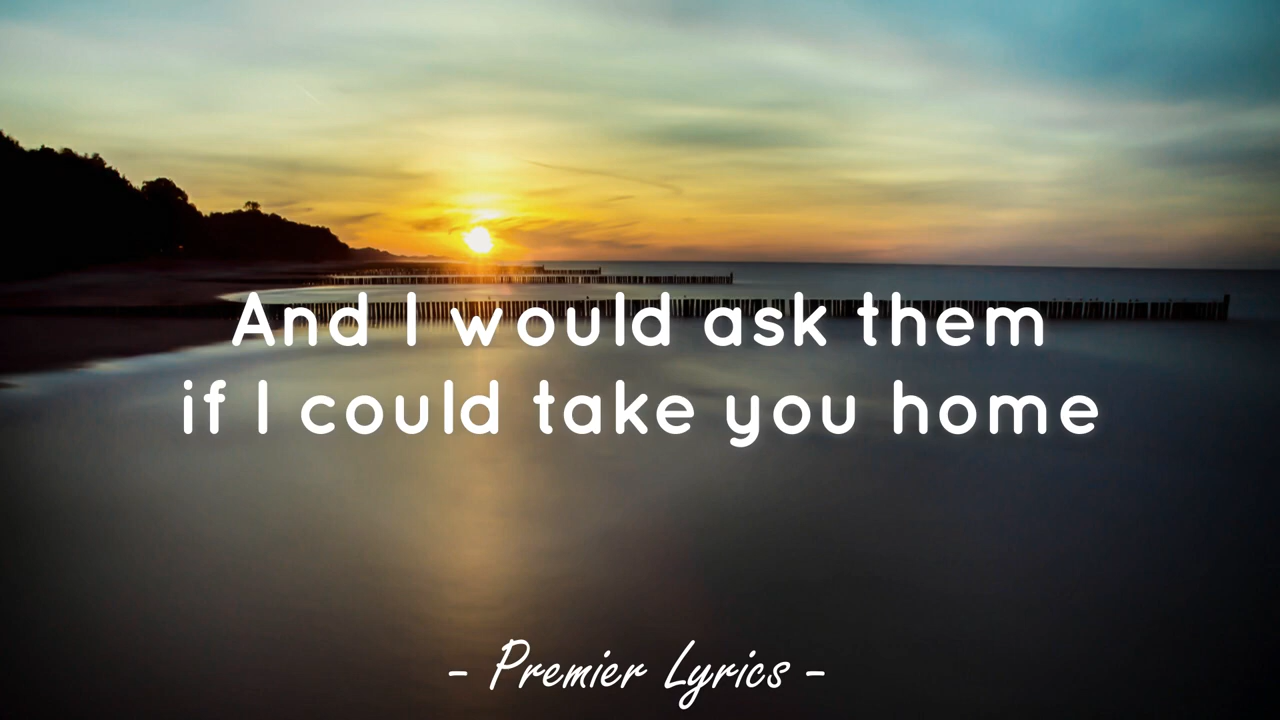 And I would ask them
if I could take you home
- Premier Lyrics -